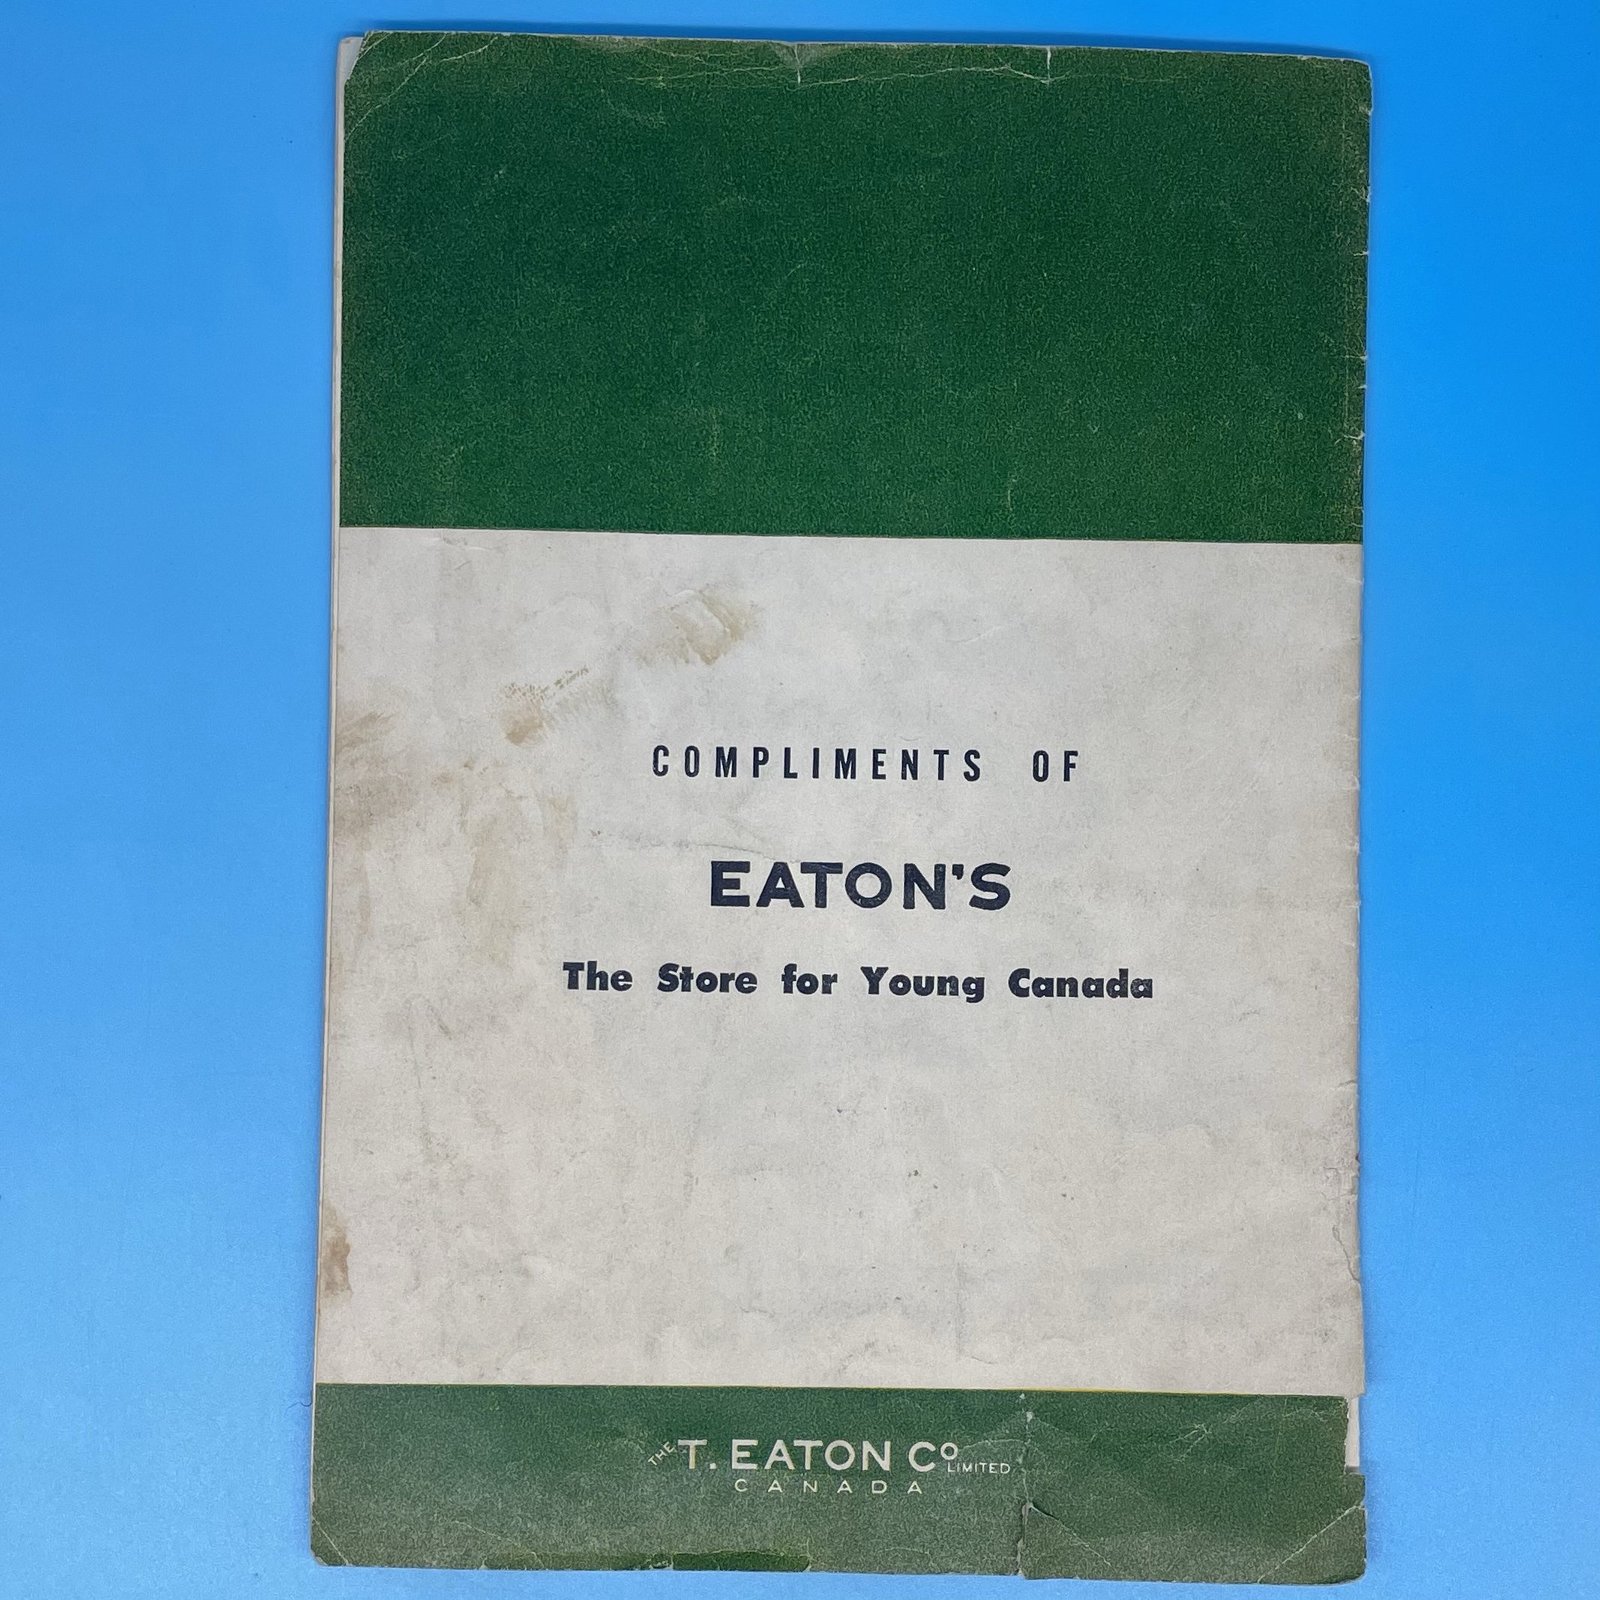 COMPLIMENTS OF
EATON'S
The Store for Young Canada
THE T. EATON Co LIMITED
CANADA